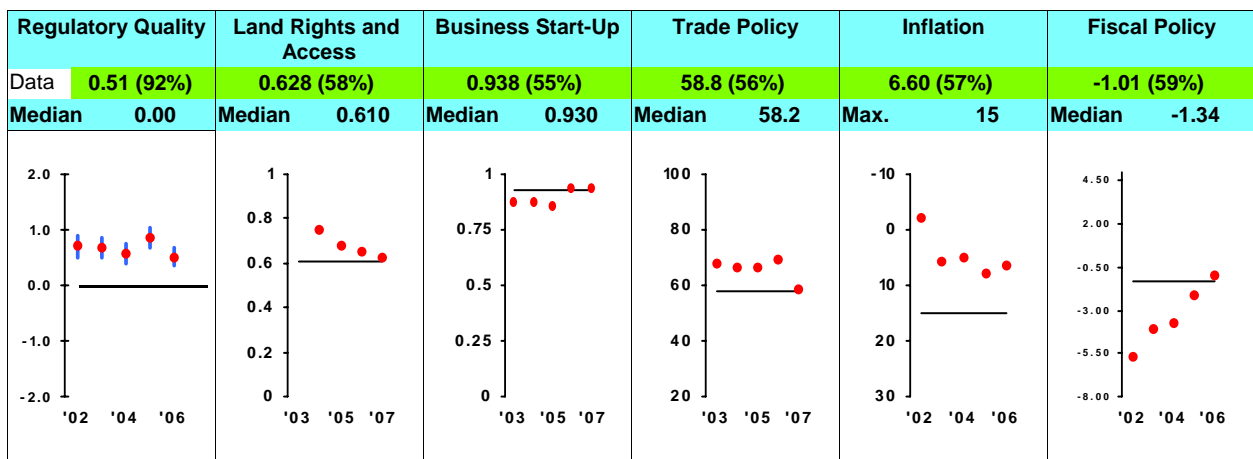 Regulatory Quality
Land Rights and
Access
Business Start-Up
Trade Policy
Inflation
Fiscal Policy
Data 0.51 (92%)
0.628 (58%)
0.938 (55%)
58.8 (56%)
6.60 (57%)
-1.01 (59%)
Median 0.00
Median 0.610
Median 0.930
Median 58.2
Max. 15
Median -1.34
2.0
1.0
0.0
-1.0
-2.0
'02 '04 '06
1
0.8
0.6
0.4
0.2
0
'03 '05 '07
1
0.75
0.5
0.25
0
'03 '05 '07
100
80
60
40
20
'03 '05 '07
-10
0
10
20
30
'02 '04 '06
4.50
2.00
-0.50
-3.00
-5.50
-8.00
'02 '04 '06